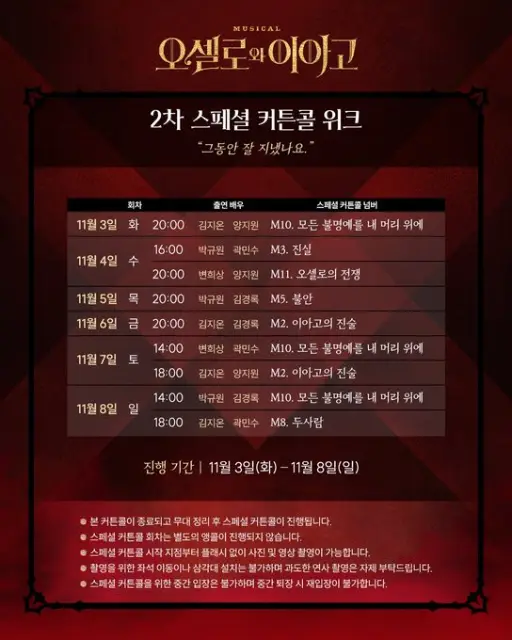 MUSICAL
오셀로와 이아고
2차 스페셜 커튼콜 위크
"그동안 잘 지냈나요."
회차 출연 배우 스페셜 커튼콜 넘버
11월 3일 화 20:00 김지온 양지원 M10. 모든 불명예를 내 머리 위에
11월 4일 수 16:00 박규원 곽민수 M3. 진실
20:00 변희상 양지원 M11. 오셀로의 전쟁
11월 5일 목 20:00 박규원 김경록 M5. 불안
11월 6일 금 20:00 김지온 김경록 M2. 이아고의 진술
11월 7일 토 14:00 변희상 곽민수 M10. 모든 불명예를 내 머리 위에
18:00 김지온 양지원 M2. 이아고의 진술
11월 8일 일 14:00 박규원 김경록 M10. 모든 불명예를 내 머리 위에
18:00 김지온 곽민수 M8. 두사람
진행 기간 | 11월 3일(화) – 11월 8일(일)
본 커튼콜이 종료되고 무대 정리 후 스페셜 커튼콜이 진행됩니다.
스페셜 커튼콜 회차는 별도의 앵콜이 진행되지 않습니다.
스페셜 커튼콜 시작 지점부터 플래시 없이 사진 및 영상 촬영이 가능합니다.
촬영을 위한 좌석 이동이나 삼각대 설치는 불가하며 과도한 연사 촬영은 자제 부탁드립니다.
스페셜 커튼콜을 위한 중간 입장은 불가하며 중간 퇴장 시 재입장이 불가합니다.